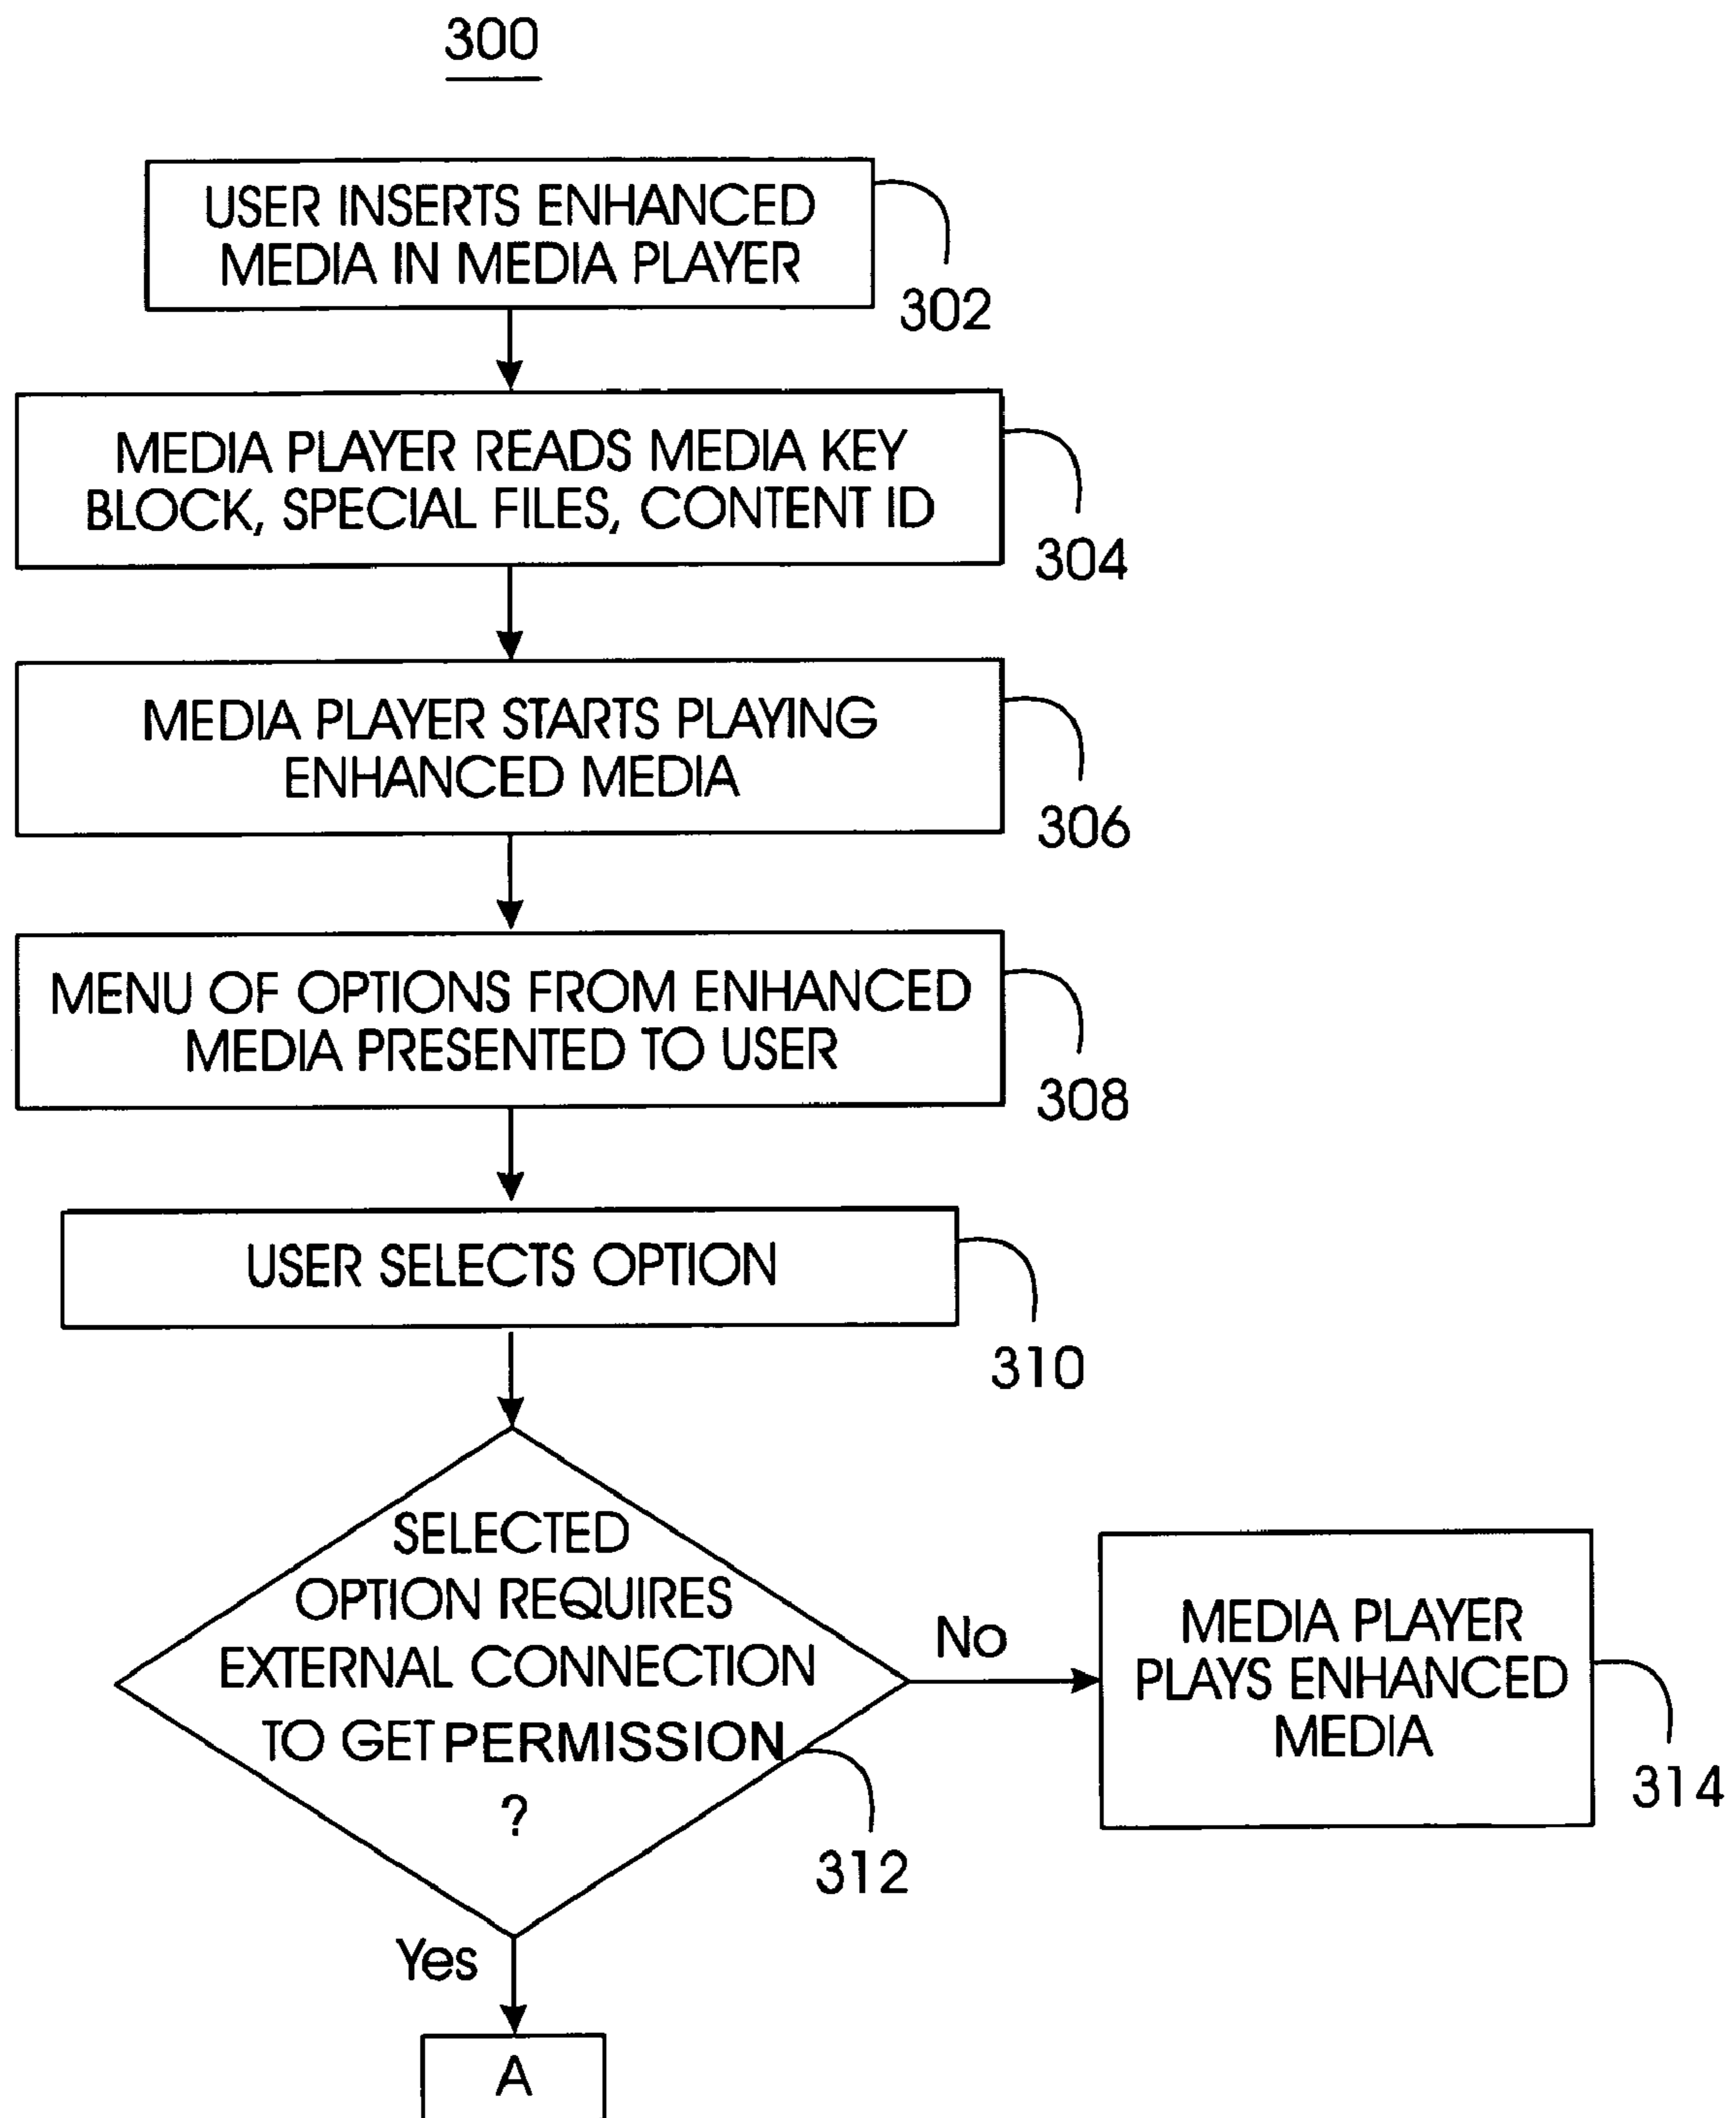 300
USER INSERTS ENHANCED
MEDIA IN MEDIA PLAYER
302
MEDIA PLAYER READS MEDIA KEY
BLOCK, SPECIAL FILES, CONTENT ID
304
MEDIA PLAYER STARTS PLAYING
ENHANCED MEDIA
306
MENU OF OPTIONS FROM ENHANCED
MEDIA PRESENTED TO USER
308
USER SELECTS OPTION
310
SELECTED
OPTION REQUIRES
EXTERNAL CONNECTION
TO GET PERMISSION
?
312
No
MEDIA PLAYER
PLAYS ENHANCED
MEDIA
314
Yes
A